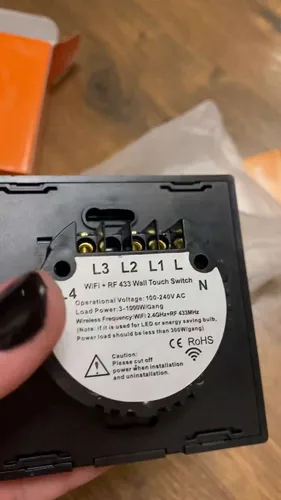 L3 L2 L1 L
L4 N
WiFi + RF 433 Wall Touch Switch
Operational Voltage: 100-240V AC
Load Power:3-1000W/Gang
Wireless Frequency:WiFi 2.4GHz+RF 433MHz
(Note: if it is used for LED or energy saving bulb,
Power load should be less than 300W/gang)
Caution:
Please cut off
power when installation
and uninstallation.
CE RoHS